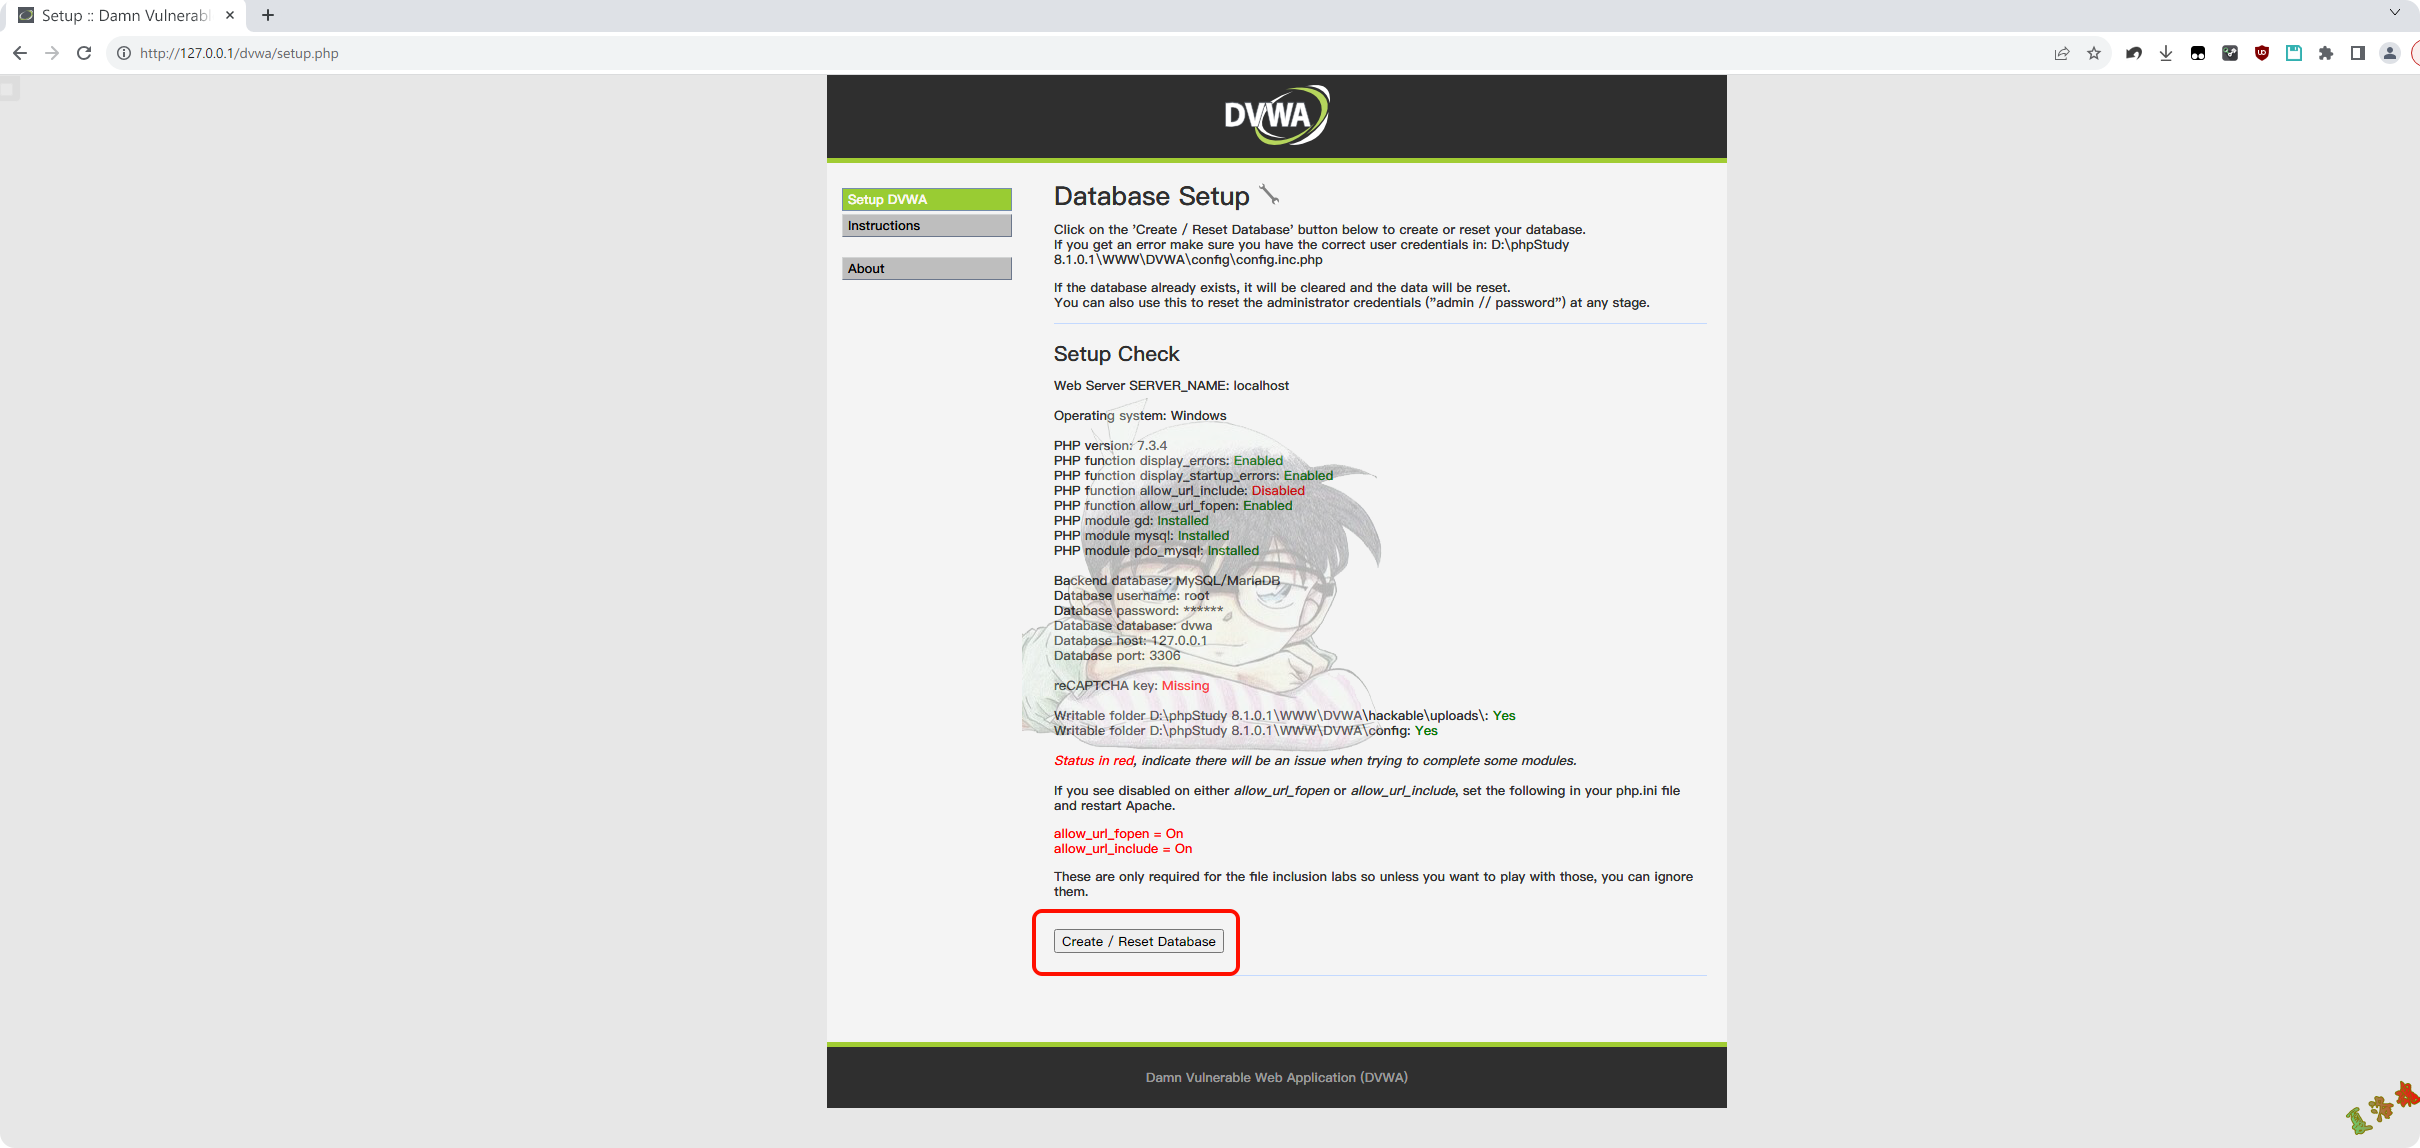 Setup :: Damn Vulnerabl
http://127.0.0.1/dvwa/setup.php
DVWA
Setup DVWA
Instructions
About
Database Setup
Click on the 'Create / Reset Database' button below to create or reset your database.
If you get an error make sure you have the correct user credentials in: D:\phpStudy
8.1.0.1\WWW\DVWA\config\config.inc.php
If the database already exists, it will be cleared and the data will be reset.
You can also use this to reset the administrator credentials ("admin // password") at any stage.
Setup Check
Web Server SERVER_NAME: localhost
Operating system: Windows
PHP version: 7.3.4
PHP function display_errors: Enabled
PHP function display_startup_errors: Enabled
PHP function allow_url_include: Disabled
PHP function allow_url_fopen: Enabled
PHP module gd: Installed
PHP module mysql: Installed
PHP module pdo_mysql: Installed
Backend database: MySQL/MariaDB
Database username: root
Database password: ******
Database database: dvwa
Database host: 127.0.0.1
Database port: 3306
reCAPTCHA key: Missing
Writable folder D:\phpStudy 8.1.0.1\WWW\DVWA\hackable\uploads\: Yes
Writable folder D:\phpStudy 8.1.0.1\WWW\DVWA\config: Yes
Status in red, indicate there will be an issue when trying to complete some modules.
If you see disabled on either allow_url_fopen or allow_url_include, set the following in your php.ini file
and restart Apache.
allow_url_fopen = On
allow_url_include = On
These are only required for the file inclusion labs so unless you want to play with those, you can ignore
them.
Create / Reset Database
Damn Vulnerable Web Application (DVWA)